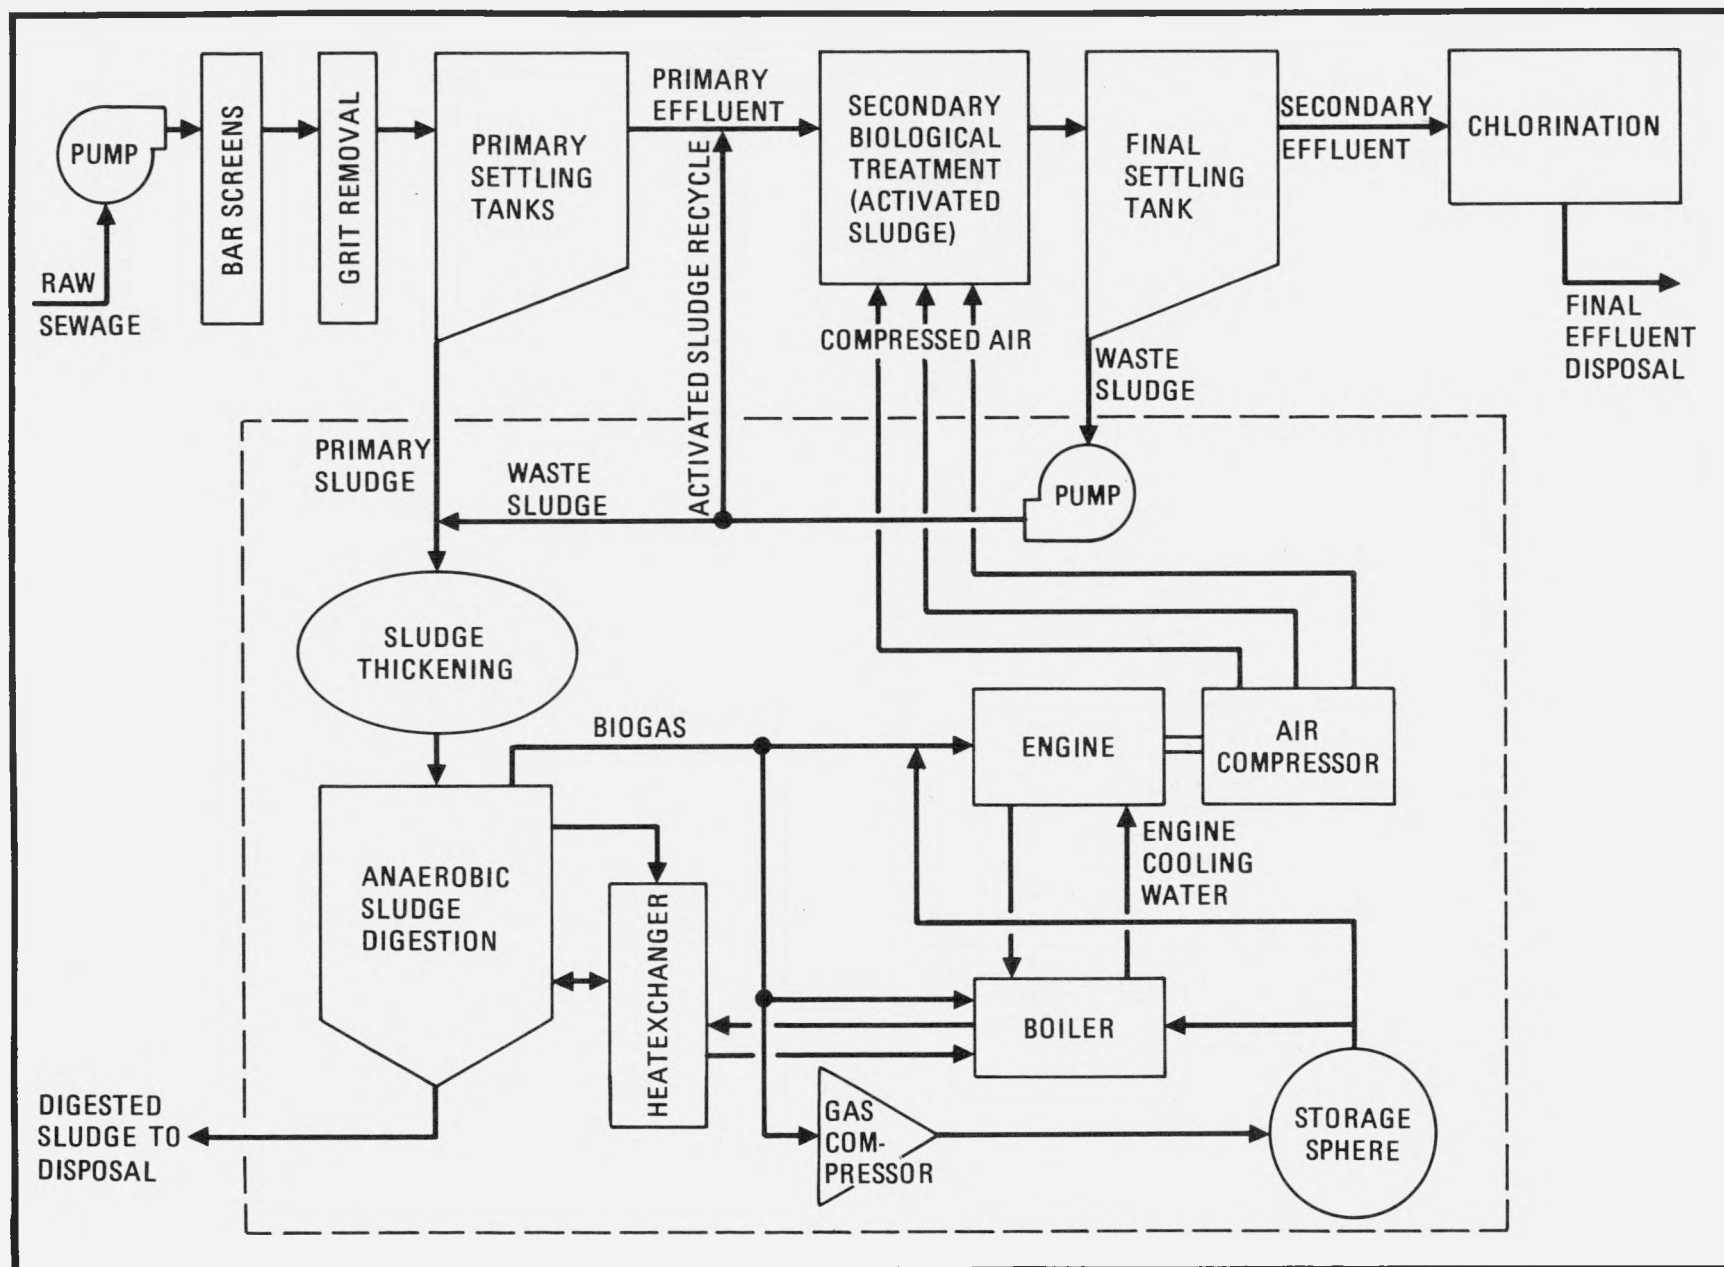 PUMP
RAW
SEWAGE
BAR SCREENS
GRIT REMOVAL
PRIMARY
SETTLING
TANKS
PRIMARY
EFFLUENT
ACTIVATED SLUDGE RECYCLE
SECONDARY
BIOLOGICAL
TREATMENT
(ACTIVATED
SLUDGE)
COMPRESSED AIR
FINAL
SETTLING
TANK
SECONDARY
EFFLUENT
CHLORINATION
FINAL
EFFLUENT
DISPOSAL
WASTE
SLUDGE
PUMP
PRIMARY
SLUDGE
WASTE
SLUDGE
SLUDGE
THICKENING
BIOGAS
ENGINE
AIR
COMPRESSOR
ENGINE
COOLING
WATER
ANAEROBIC
SLUDGE
DIGESTION
HEATEXCHANGER
BOILER
GAS
COM-
PRESSOR
STORAGE
SPHERE
DIGESTED
SLUDGE TO
DISPOSAL